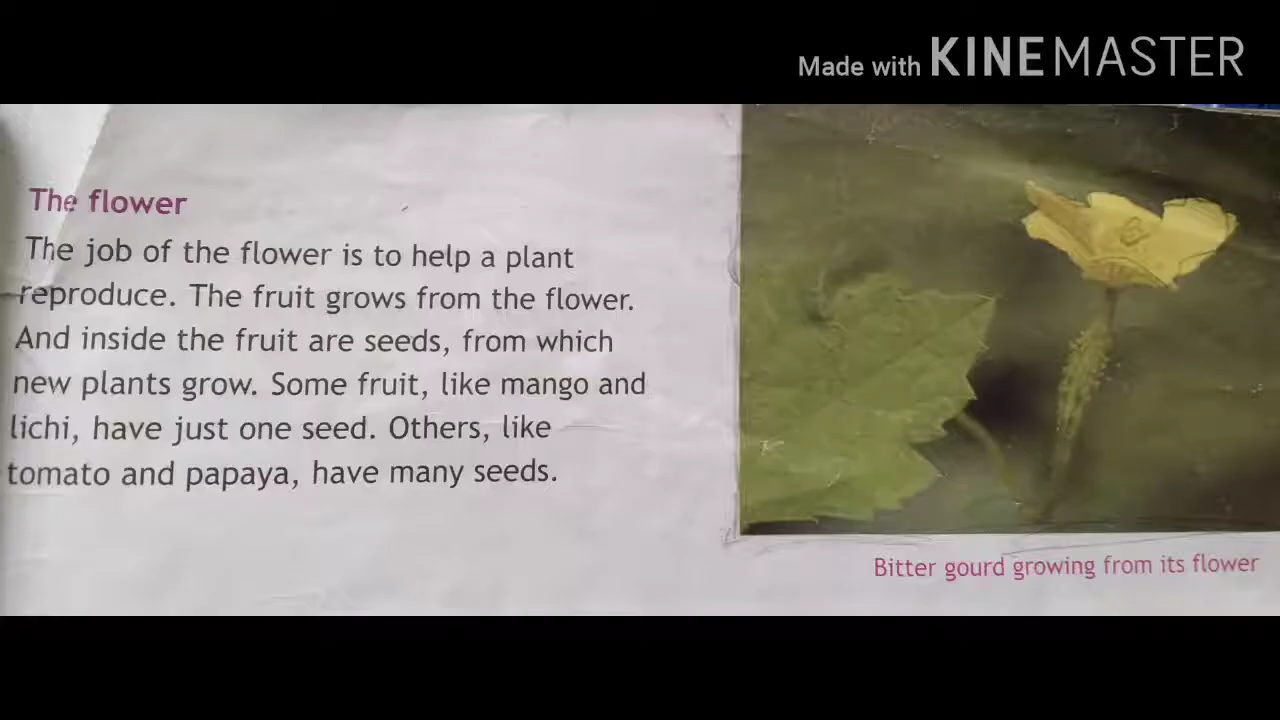 Made with KINEMASTER
The flower
The job of the flower is to help a plant
reproduce. The fruit grows from the flower.
And inside the fruit are seeds, from which
new plants grow. Some fruit, like mango and
lichi, have just one seed. Others, like
tomato and papaya, have many seeds.
Bitter gourd growing from its flower